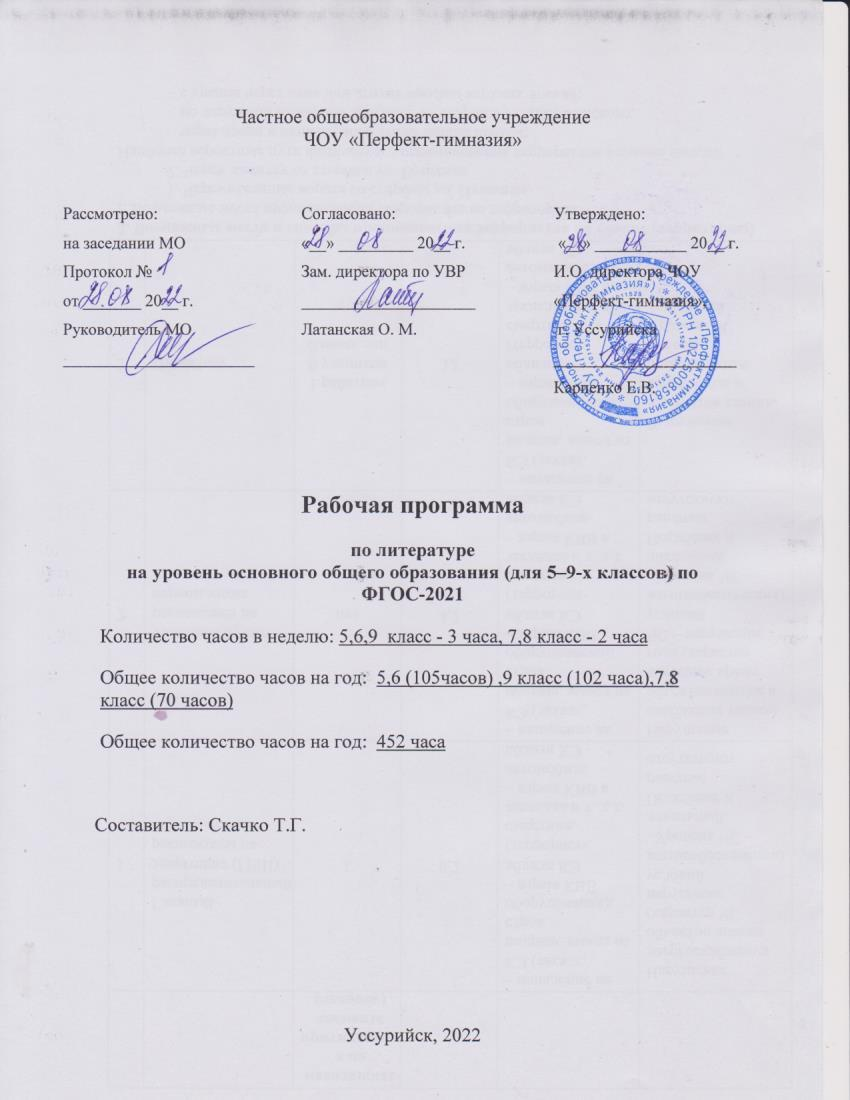 Частное общеобразовательное учреждение
ЧОУ «Перфект-гимназия»
Рассмотрено:
на заседании МО
Протокол № 1
от 28.08 2022 г.
Руководитель МО
Согласовано:
«28» 08 2022 г.
Зам. директора по УВР
Латанская О. М.
Утверждено:
«28» 08 2022 г.
И.О. директора ЧОУ
«Перфект-гимназия»,
г. Уссурийска
Карпенко Е.В.
Рабочая программа
по литературе
на уровень основного общего образования (для 5–9-х классов) по
ФГОС-2021
Количество часов в неделю: 5,6,9 класс - 3 часа, 7,8 класс - 2 часа
Общее количество часов на год: 5,6 (105часов) ,9 класс (102 часа),7,8
класс (70 часов)
Общее количество часов на год: 452 часа
Составитель: Скачко Т.Г.
Уссурийск, 2022